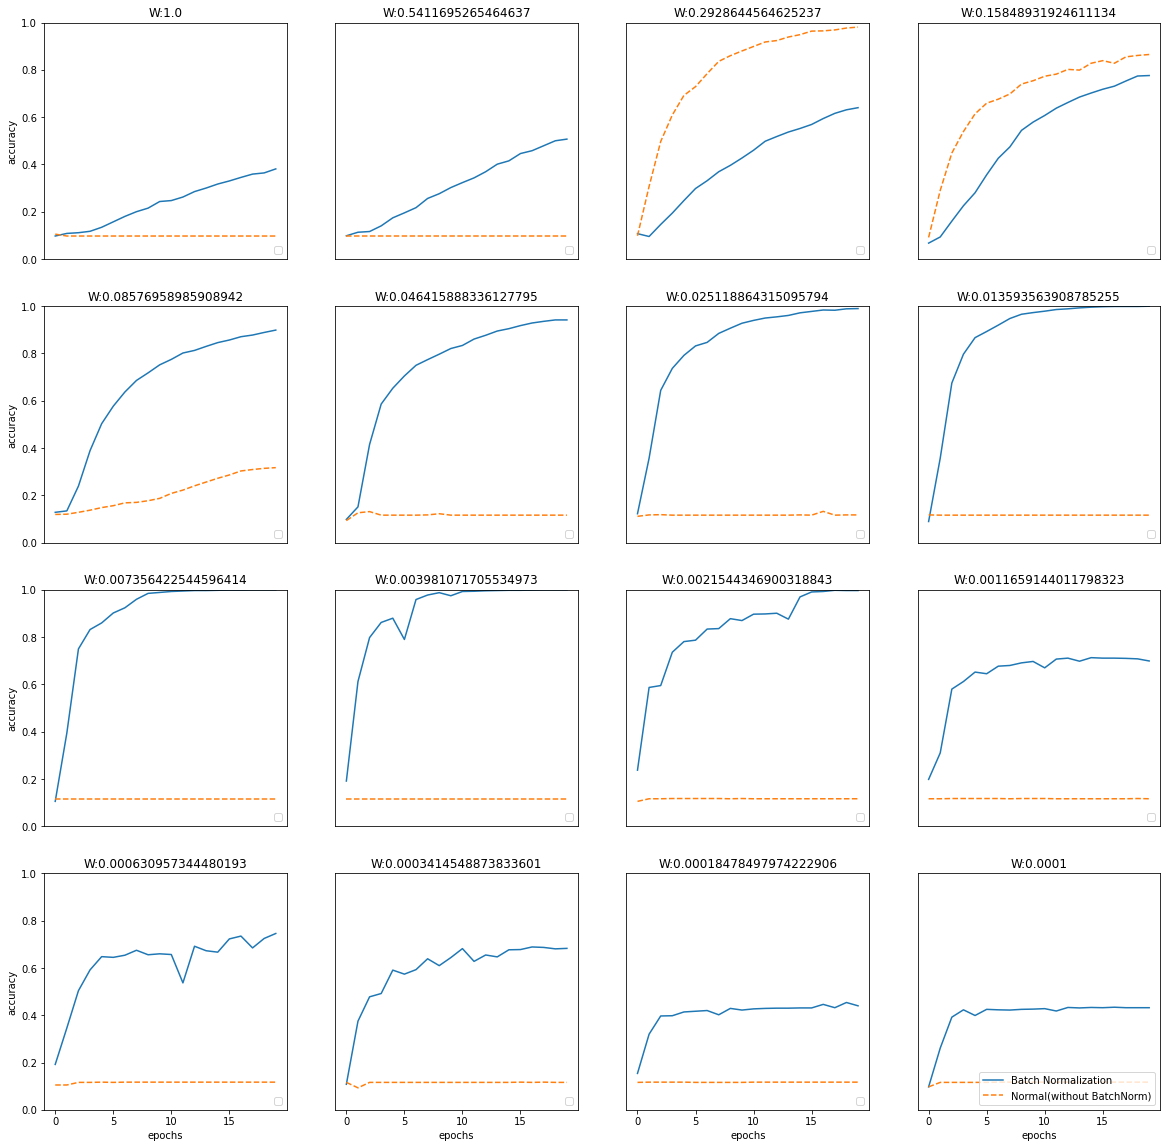 W:1.0
W:0.5411695265464637
W:0.2928644564625237
W:0.15848931924611134
1.0
0.8
0.6
0.4
0.2
0.0
accuracy
W:0.08576958985908942
W:0.046415888336127795
W:0.025118864315095794
W:0.013593563908785255
1.0
0.8
0.6
0.4
0.2
0.0
accuracy
W:0.007356422544596414
W:0.003981071705534973
W:0.0021544346900318843
W:0.0011659144011798323
1.0
0.8
0.6
0.4
0.2
0.0
accuracy
W:0.000630957344480193
W:0.0003414548873833601
W:0.00018478497974222906
W:0.0001
1.0
0.8
0.6
0.4
0.2
0.0
accuracy
Batch Normalization
Normal(without BatchNorm)
0 5 10 15
0 5 10 15
0 5 10 15
0 5 10 15
epochs
epochs
epochs
epochs